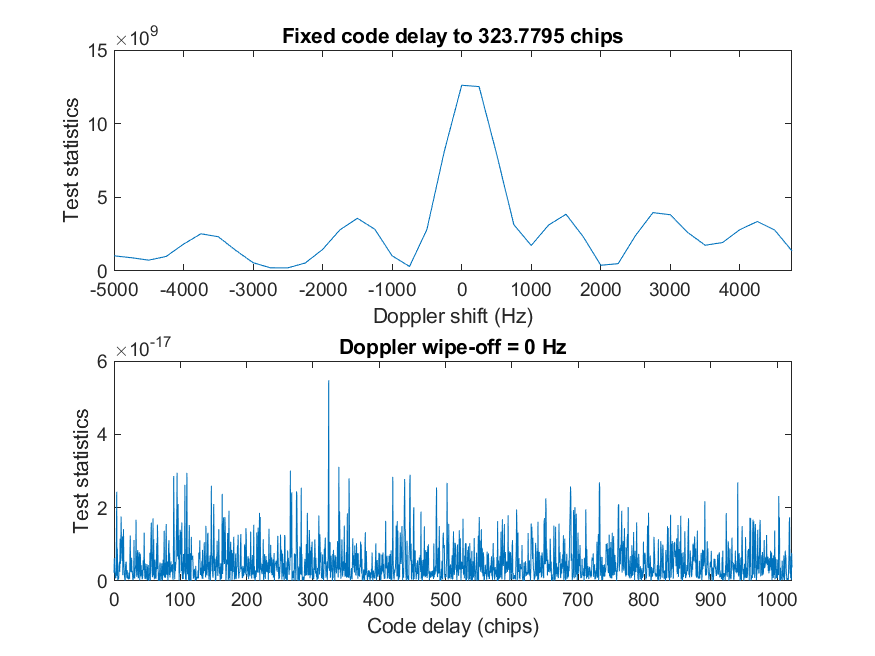 Fixed code delay to 323.7795 chips
×10^9
15
10
5
0
Test statistics
-5000 -4000 -3000 -2000 -1000 0 1000 2000 3000 4000
Doppler shift (Hz)
Doppler wipe-off = 0 Hz
×10^-17
6
4
2
0
Test statistics
0 100 200 300 400 500 600 700 800 900 1000
Code delay (chips)